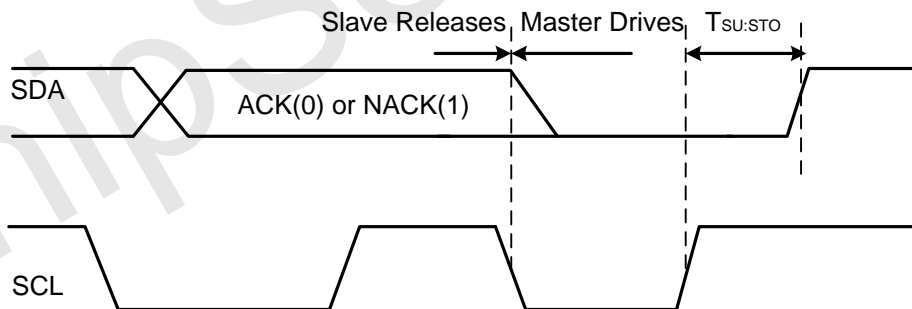 Slave Releases Master Drives TSU:STO
SDA
ACK(0) or NACK(1)
SCL